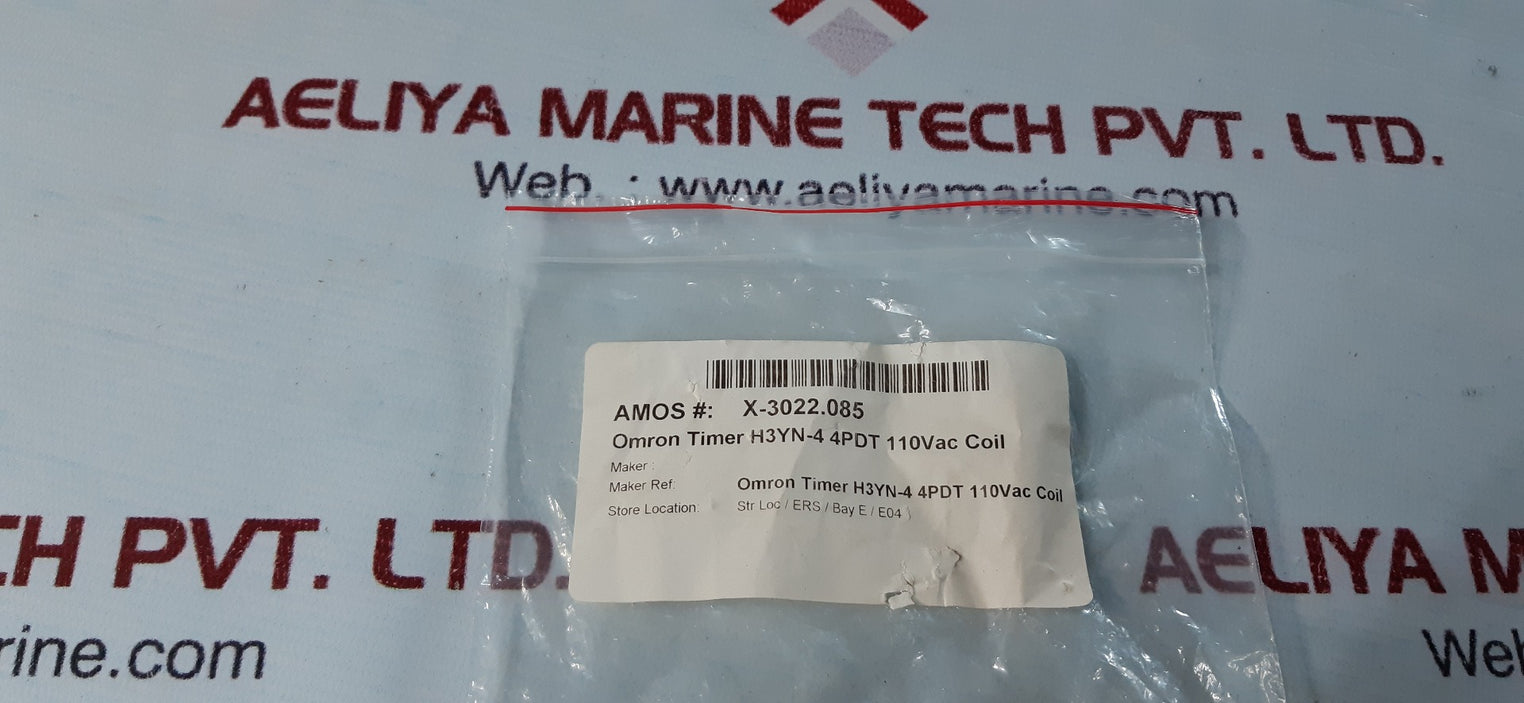 AELIYA MARINE TECH PVT. LTD.
Web. : www.aeliyamarine.com
AMOS #: X-3022.085
Omron Timer H3YN-4 4PDT 110Vac Coil
Maker :
Maker Ref: Omron Timer H3YN-4 4PDT 110Vac Coil
Store Location: Str Loc / ERS / Bay E / E04 \
CH PVT. LTD.
AELIYA M
rine.com
Web